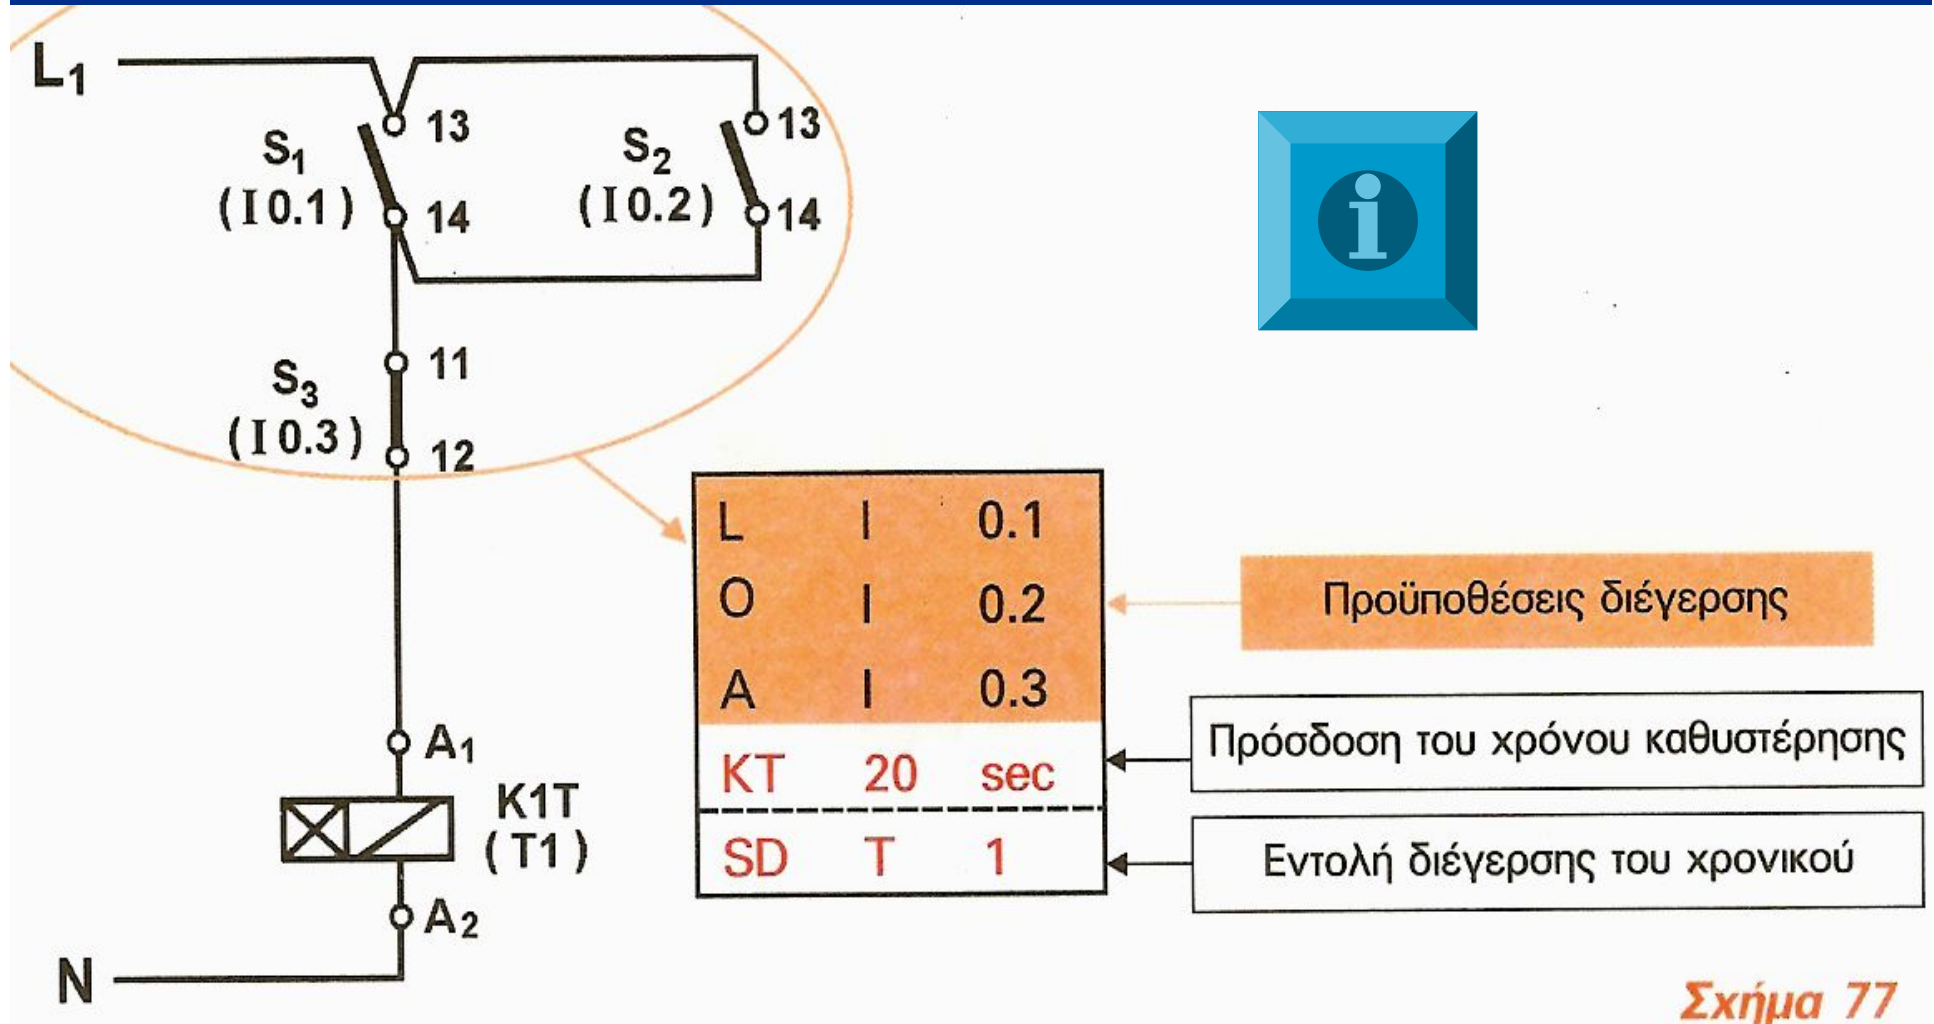 L1
13
13
S1
S2
(I0.1)
(I0.2)
14
14
11
S3
(I0.3)
12
L I 0.1
O I 0.2
Προϋποθέσεις διέγερσης
A I 0.3
A1
Πρόσδοση του χρόνου καθυστέρησης
KT 20 sec
K1T
(T1)
SD T 1
Εντολή διέγερσης του χρονικού
A2
N
Σχήμα 77